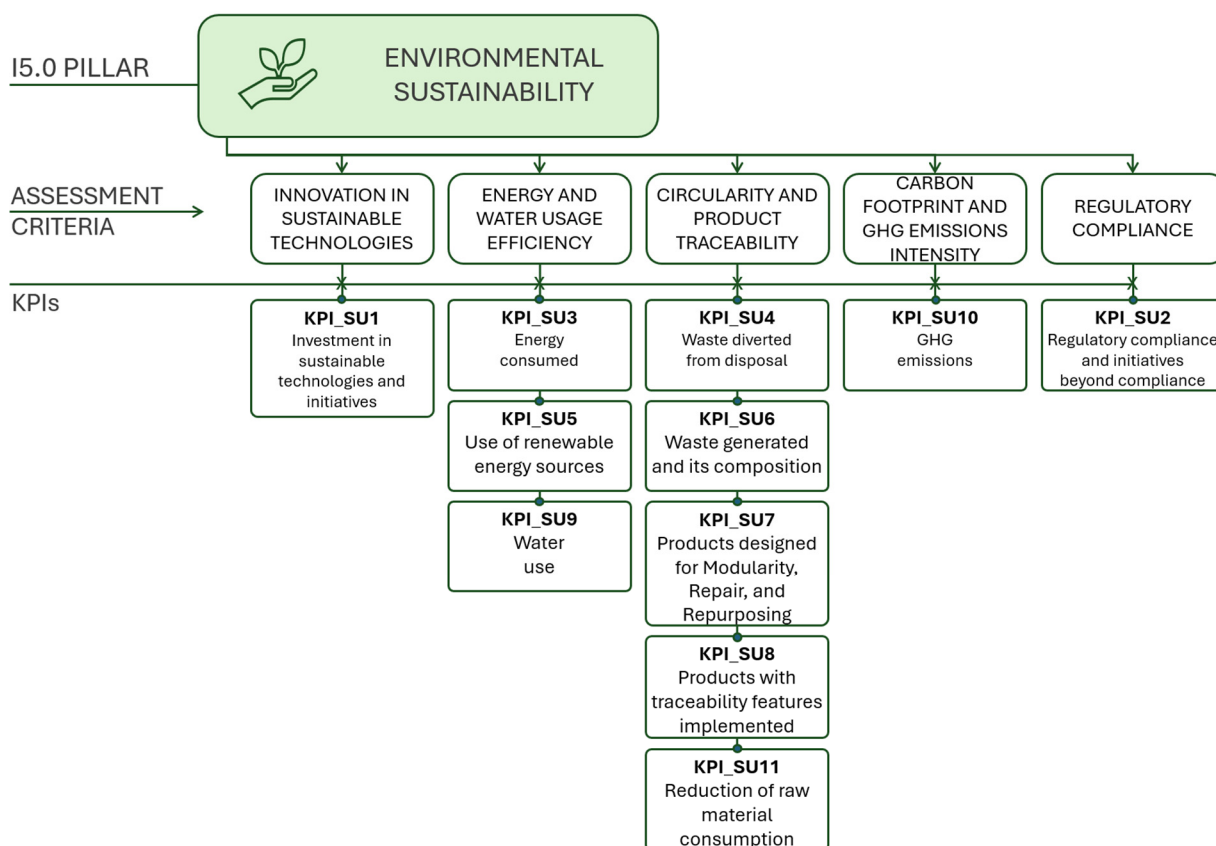 I5.0 PILLAR
ENVIRONMENTAL
SUSTAINABILITY
ASSESSMENT
CRITERIA
INNOVATION IN
SUSTAINABLE
TECHNOLOGIES
ENERGY AND
WATER USAGE
EFFICIENCY
CIRCULARITY AND
PRODUCT
TRACEABILITY
CARBON
FOOTPRINT AND
GHG EMISSIONS
INTENSITY
REGULATORY
COMPLIANCE
KPIs
KPI_SU1
Investment in
sustainable
technologies and
initiatives
KPI_SU3
Energy
consumed
KPI_SU5
Use of renewable
energy sources
KPI_SU9
Water
use
KPI_SU4
Waste diverted
from disposal
KPI_SU6
Waste generated
and its composition
KPI_SU7
Products designed
for Modularity,
Repair, and
Repurposing
KPI_SU8
Products with
traceability features
implemented
KPI_SU11
Reduction of raw
material
consumption
KPI_SU10
GHG
emissions
KPI_SU2
Regulatory compliance
and initiatives
beyond compliance